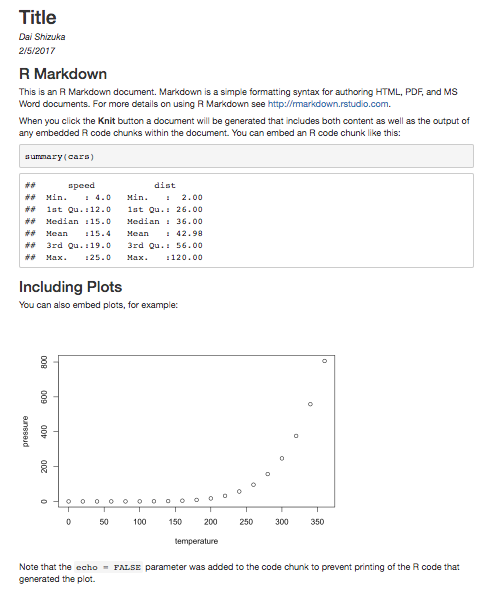 Title
Dai Shizuka
2/5/2017
R Markdown
This is an R Markdown document. Markdown is a simple formatting syntax for authoring HTML, PDF, and MS
Word documents. For more details on using R Markdown see http://rmarkdown.rstudio.com.
When you click the Knit button a document will be generated that includes both content as well as the output of
any embedded R code chunks within the document. You can embed an R code chunk like this:
summary(cars)
##      speed           dist
##  Min.   : 4.0   Min.   :  2.00
##  1st Qu.:12.0   1st Qu.: 26.00
##  Median :15.0   Median : 36.00
##  Mean   :15.4   Mean   : 42.98
##  3rd Qu.:19.0   3rd Qu.: 56.00
##  Max.   :25.0   Max.   :120.00
Including Plots
You can also embed plots, for example:
800
600
400
200
0
pressure
0 50 100 150 200 250 300 350
temperature
Note that the echo = FALSE parameter was added to the code chunk to prevent printing of the R code that
generated the plot.